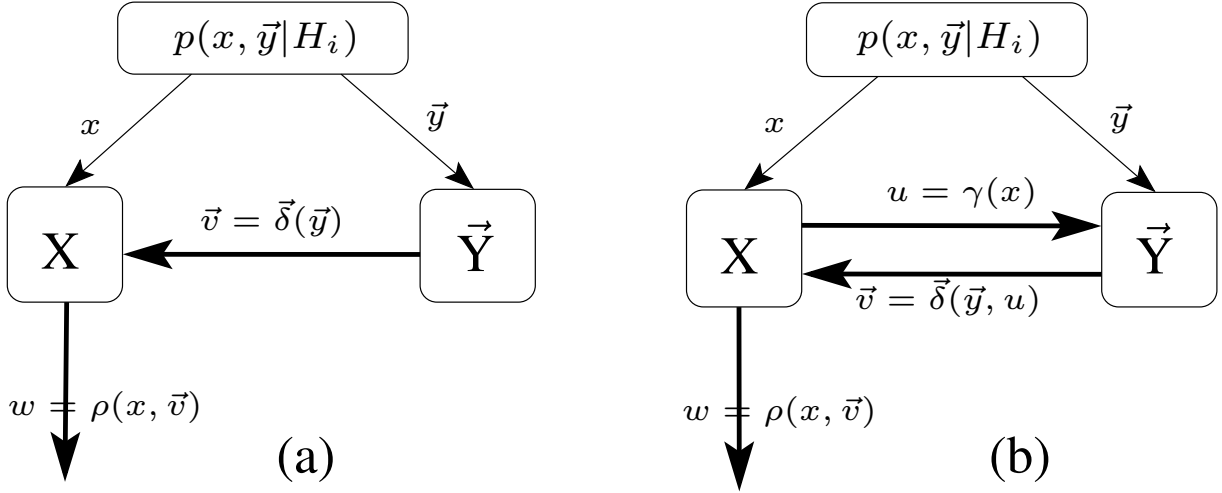 p(x, y⃗|H_i)
x
y⃗
v⃗ = δ⃗(y⃗)
X
Y⃗
w = ρ(x, v⃗)
(a)
p(x, y⃗|H_i)
x
y⃗
u = γ(x)
X
Y⃗
v⃗ = δ⃗(y⃗, u)
w = ρ(x, v⃗)
(b)